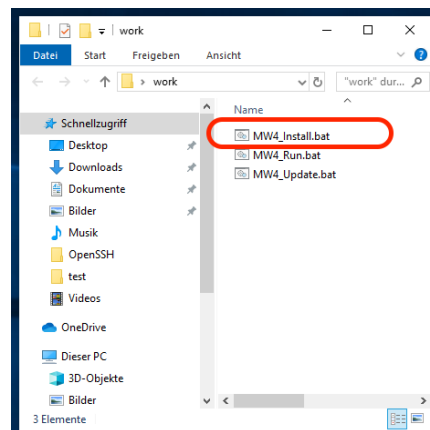 work
Datei Start Freigeben Ansicht
work "work" dur...
Name
Schnellzugriff
MW4_Install.bat
Desktop
MW4_Run.bat
Downloads
MW4_Update.bat
Dokumente
Bilder
Musik
OpenSSH
test
Videos
OneDrive
Dieser PC
3D-Objekte
Bilder
3 Elemente